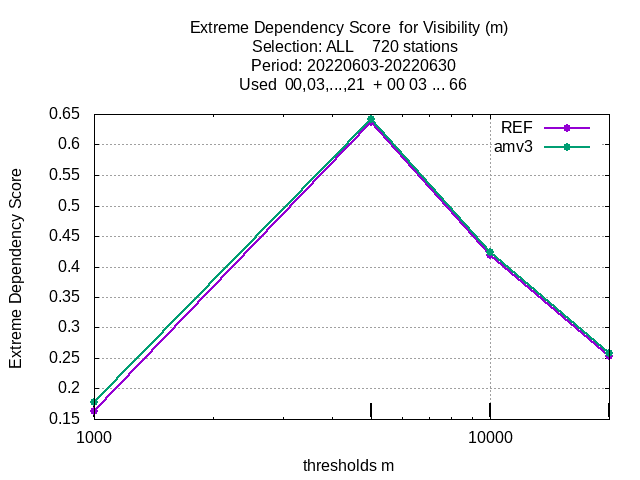 Extreme Dependency Score  for Visibility (m)
Selection: ALL    720 stations
Period: 20220603-20220630
Used  00,03,...,21  + 00 03 ... 66
REF
amv3
Extreme Dependency Score
0.65
0.6
0.55
0.5
0.45
0.4
0.35
0.3
0.25
0.2
0.15
1000
10000
thresholds m